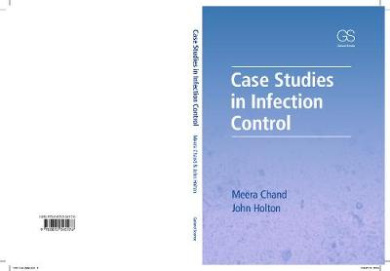 Case Studies in Infection Control
Meera Chand & John Holton
GS
Case Studies
in Infection
Control
Meera Chand
John Holton